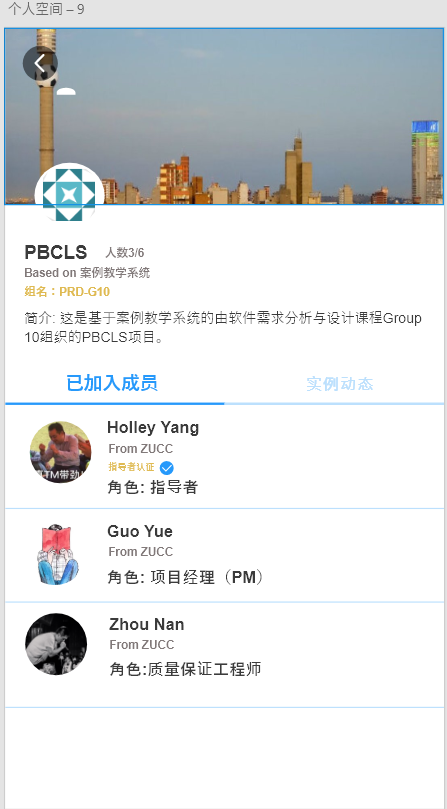 个人空间 – 9
PBCLS 人数3/6
Based on 案例教学系统
组名：PRD-G10
简介: 这是基于案例教学系统的由软件需求分析与设计课程Group
10组织的PBCLS项目。
已加入成员 实例动态
Holley Yang
From ZUCC
指导者认证
角色: 指导者
Guo Yue
From ZUCC
角色: 项目经理（PM）
Zhou Nan
From ZUCC
角色:质量保证工程师